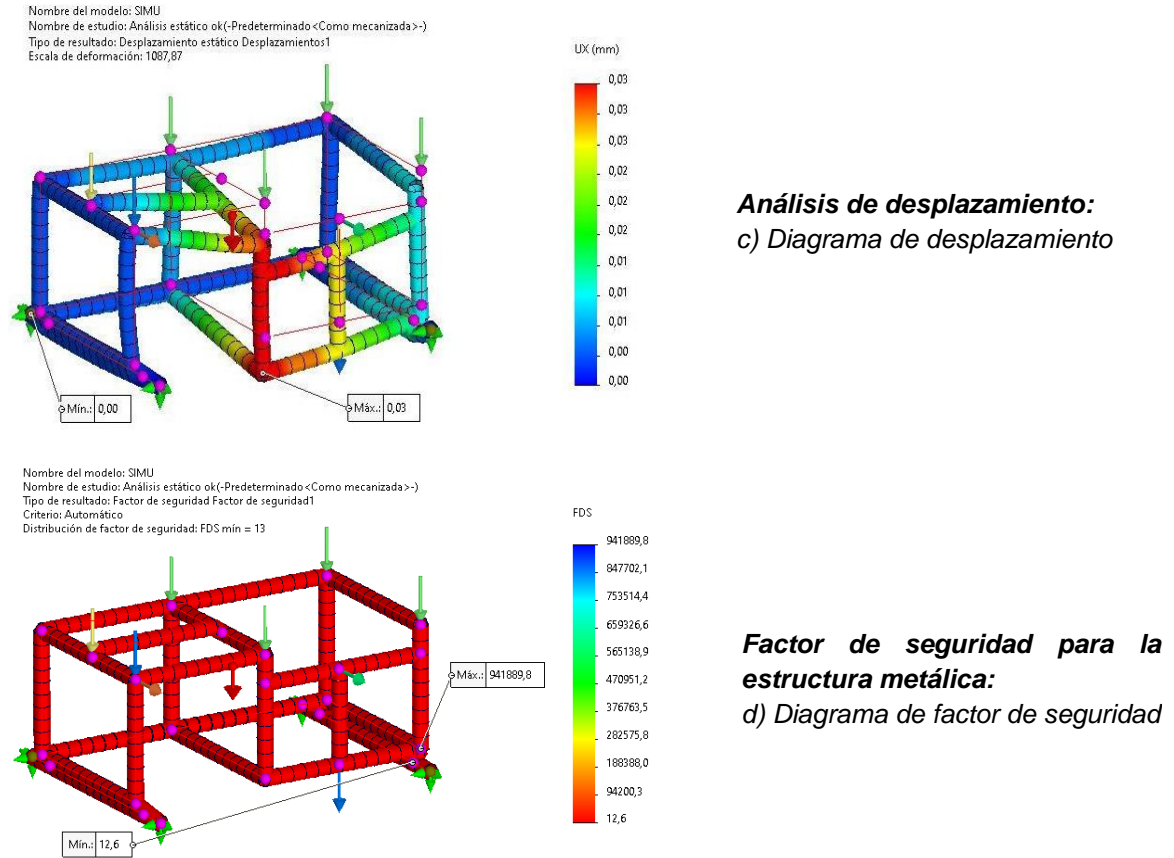 Nombre del modelo: SIMU
Nombre de estudio: Análisis estático ok(-Predeterminado<Como mecanizada>-)
Tipo de resultado: Desplazamiento estático Desplazamientos1
Escala de deformación: 1087,87
UX (mm)
0,03
0,03
0,03
0,02
0,02
0,02
0,01
0,01
0,01
0,00
0,00
Mín.: 0,00
Máx.: 0,03
Análisis de desplazamiento:
c) Diagrama de desplazamiento
Nombre del modelo: SIMU
Nombre de estudio: Análisis estático ok(-Predeterminado<Como mecanizada>-)
Tipo de resultado: Factor de seguridad Factor de seguridad1
Criterio: Automático
Distribución de factor de seguridad: FDS mín = 13
FDS
941889,8
847702,1
753514,4
659326,6
565138,9
470951,2
376763,5
282575,8
188388,0
94200,3
12,6
Máx.: 941889,8
Mín.: 12,6
Factor de seguridad para la
estructura metálica:
d) Diagrama de factor de seguridad